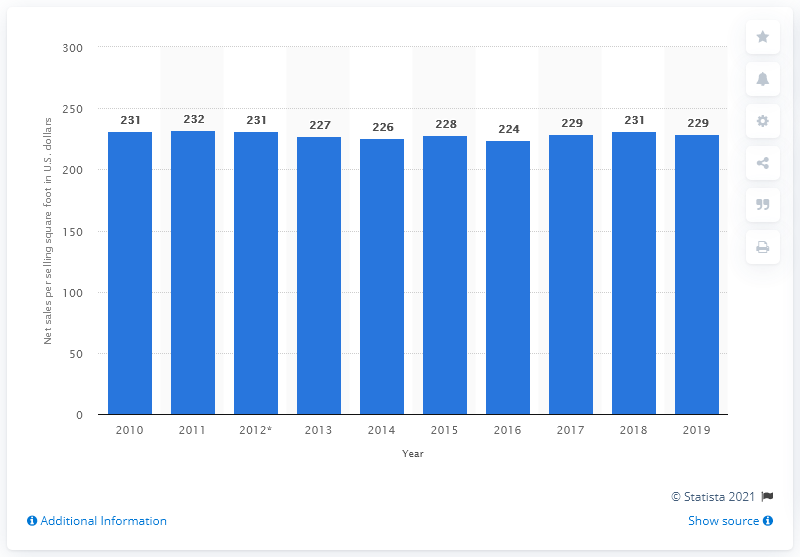 Net sales per selling square foot in U.S. dollars
300
250
200
150
100
50
0
231
232
231
227
226
228
224
229
231
229
2010 2011 2012* 2013 2014 2015 2016 2017 2018 2019
Year
© Statista 2021
Additional Information
Show source